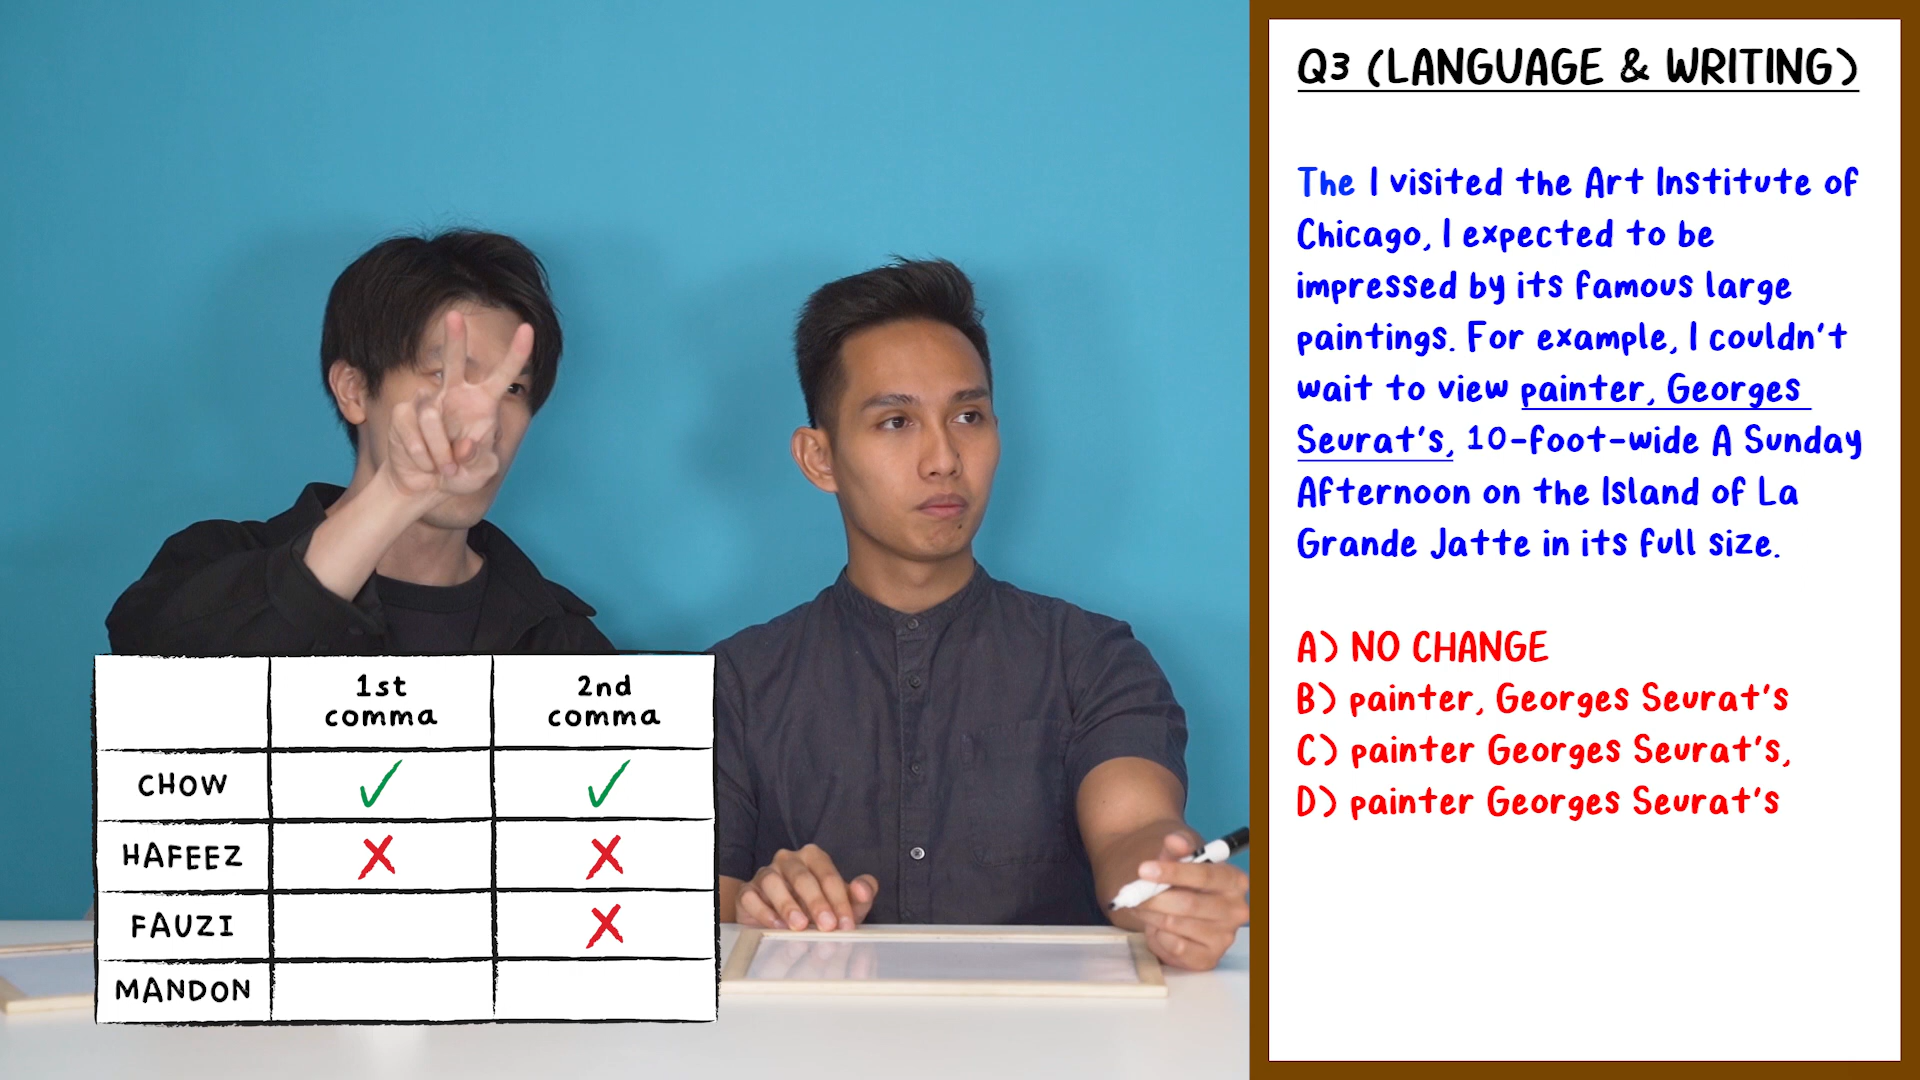 Q3 (LANGUAGE & WRITING)
The I visited the Art Institute of
Chicago, I expected to be
impressed by its famous large
paintings. For example, I couldn't
wait to view painter, Georges
Seurat's, 10-foot-wide A Sunday
Afternoon on the Island of La
Grande Jatte in its full size.
A) NO CHANGE
B) painter, Georges Seurat's
C) painter Georges Seurat's,
D) painter Georges Seurat's
1st comma 2nd comma
CHOW ✓ ✓
HAFEEZ X X
FAUZI X
MANDON